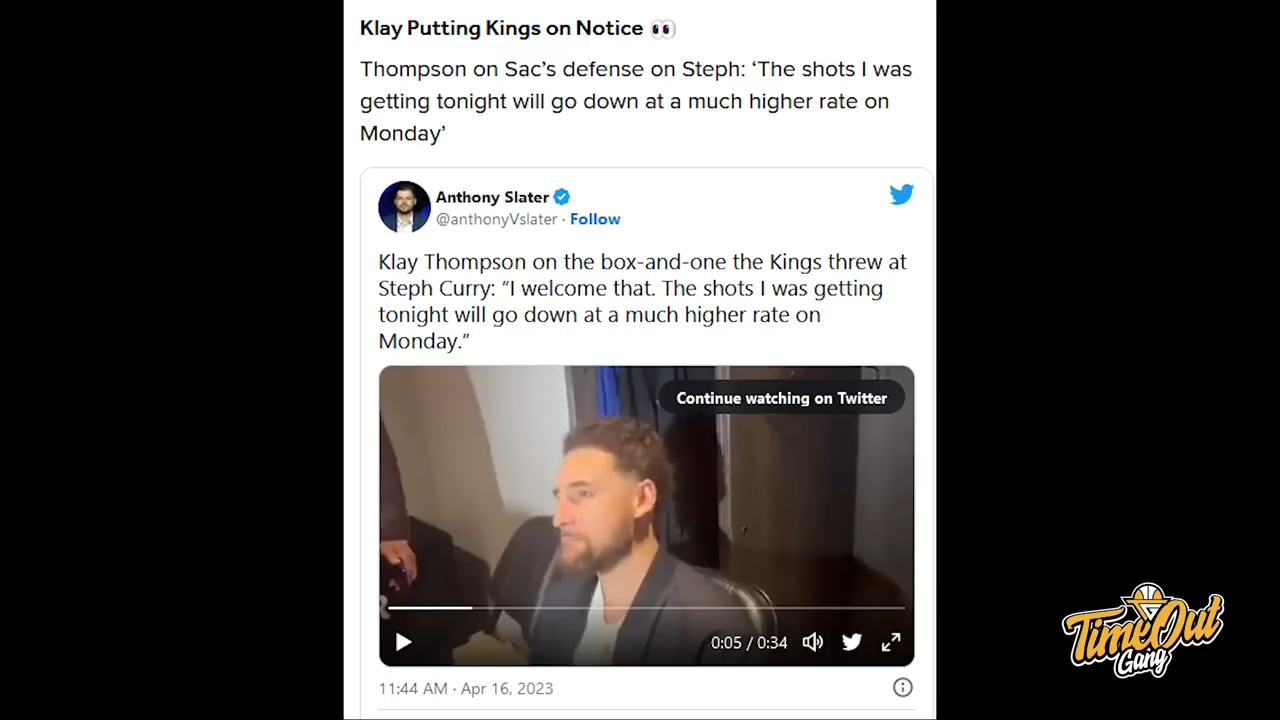 Klay Putting Kings on Notice 👀
Thompson on Sac's defense on Steph: ‘The shots I was
getting tonight will go down at a much higher rate on
Monday’
Anthony Slater
@anthonyVslater · Follow
Klay Thompson on the box-and-one the Kings threw at
Steph Curry: “I welcome that. The shots I was getting
tonight will go down at a much higher rate on
Monday.”
Continue watching on Twitter
0:05 / 0:34
11:44 AM · Apr 16, 2023
TimeOut
Gang